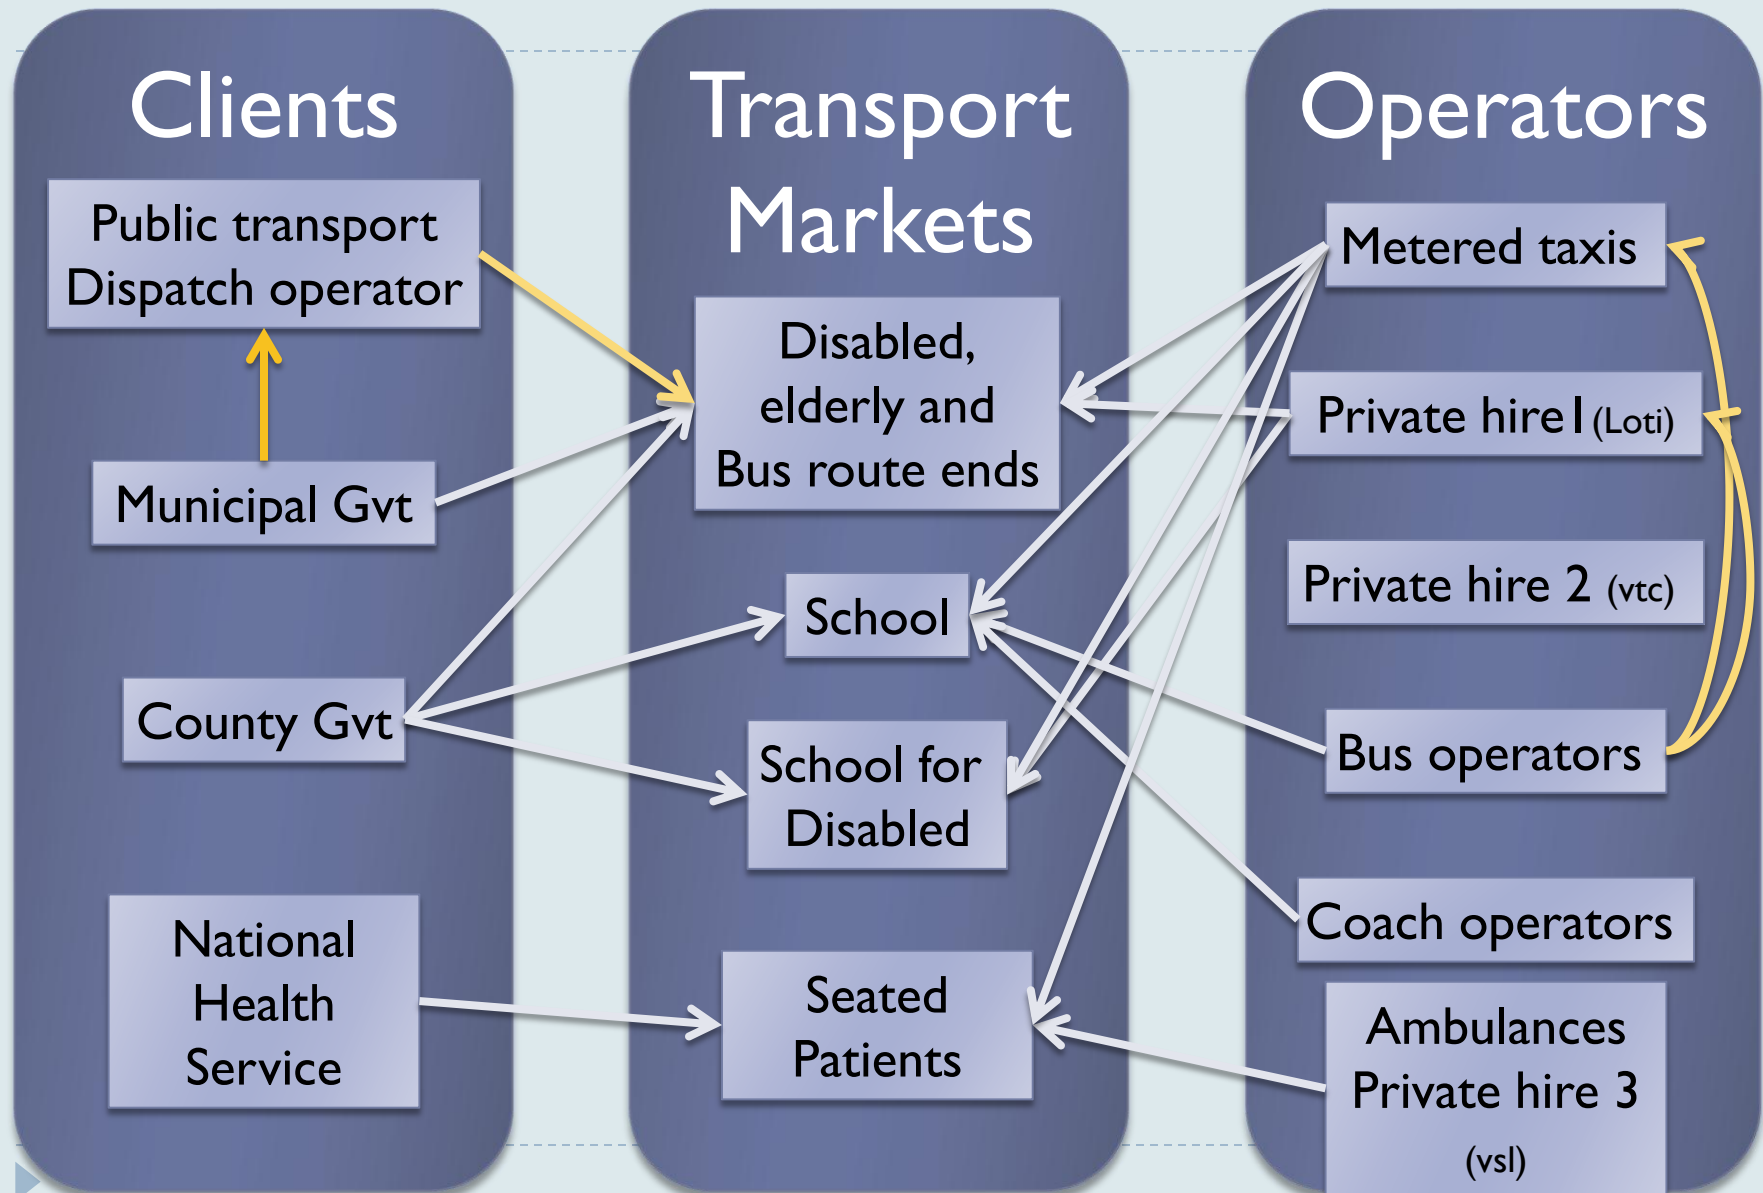 Clients
Public transport
Dispatch operator
Municipal Gvt
County Gvt
National
Health
Service
Transport
Markets
Disabled,
elderly and
Bus route ends
School
School for
Disabled
Seated
Patients
Operators
Metered taxis
Private hire1 (Loti)
Private hire 2 (vtc)
Bus operators
Coach operators
Ambulances
Private hire 3
(vsl)